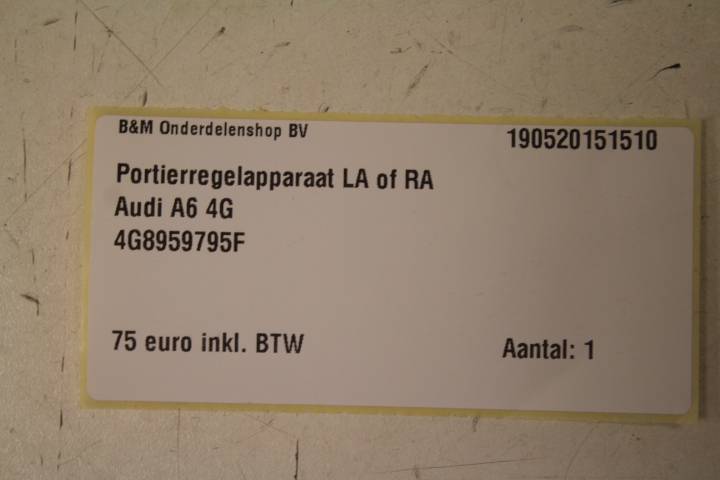 B&M Onderdelenshop BV 190520151510
Portierregelapparaat LA of RA
Audi A6 4G
4G8959795F
75 euro inkl. BTW Aantal: 1